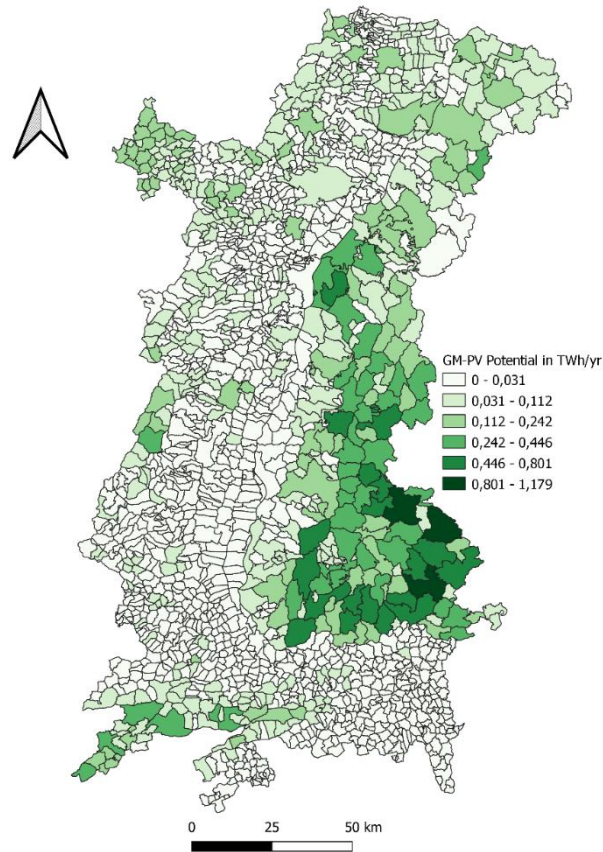 GM-PV Potential in TWh/yr
0 - 0,031
0,031 - 0,112
0,112 - 0,242
0,242 - 0,446
0,446 - 0,801
0,801 - 1,179
0 25 50 km